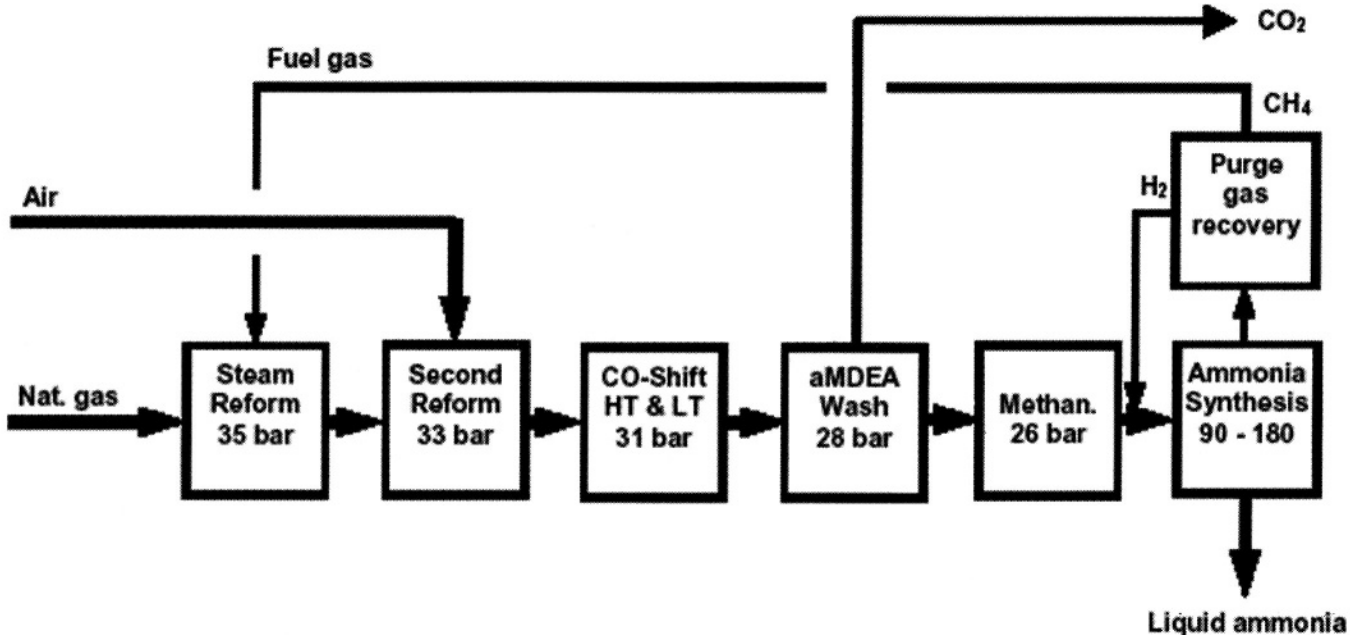 CO₂
Fuel gas
CH₄
Purge
gas
recovery
H₂
Air
Nat. gas
Steam
Reform
35 bar
Second
Reform
33 bar
CO-Shift
HT & LT
31 bar
aMDEA
Wash
28 bar
Methan.
26 bar
Ammonia
Synthesis
90 - 180
Liquid ammonia